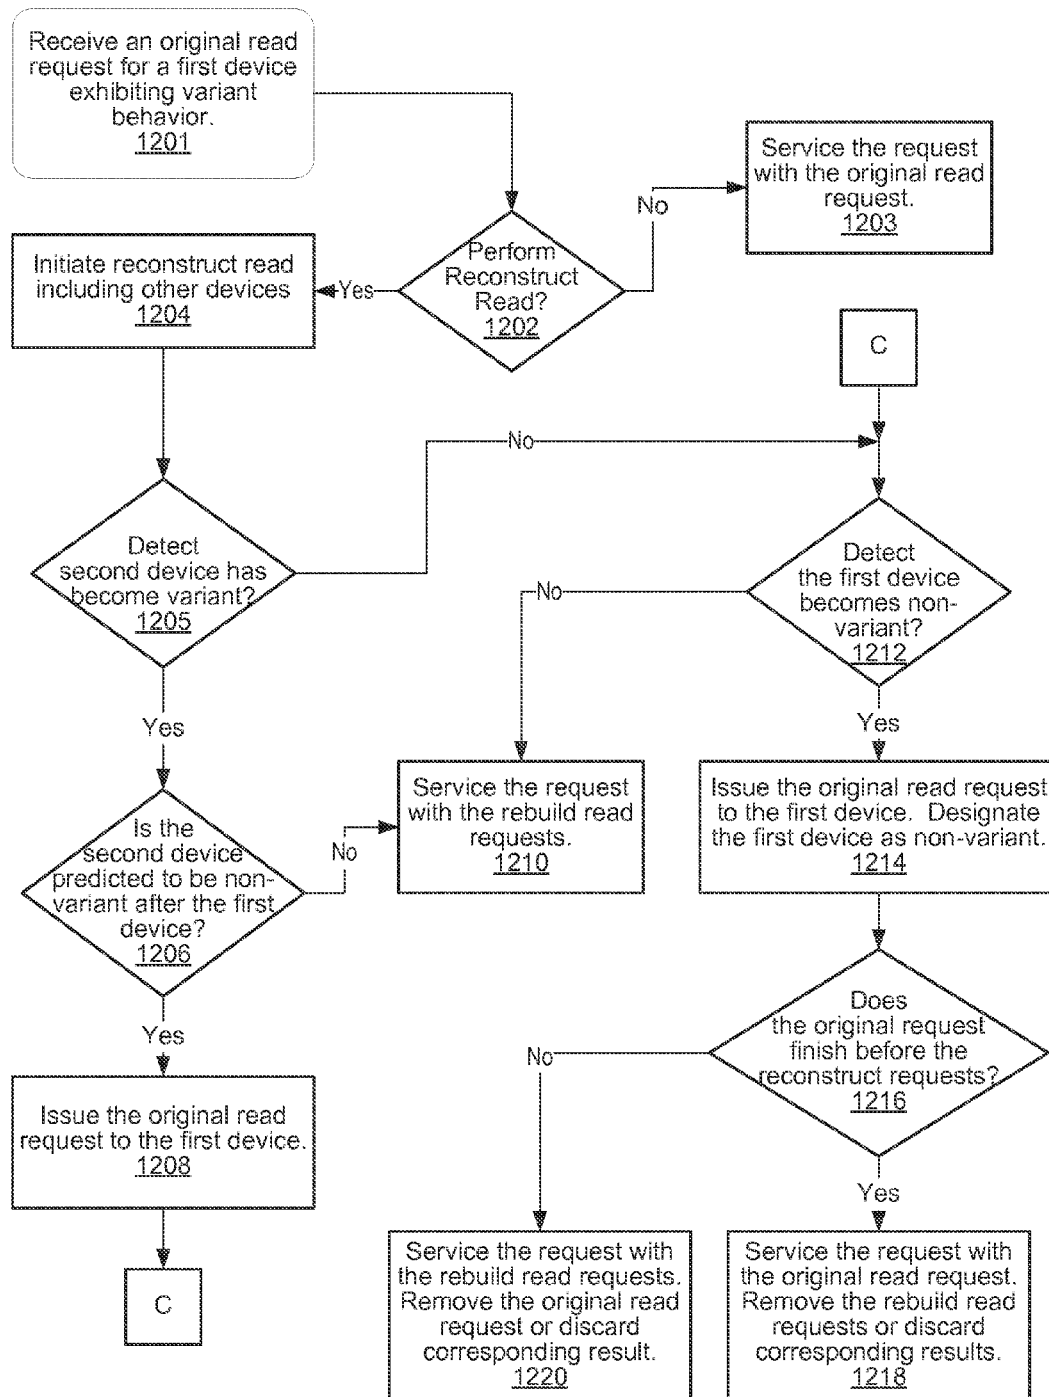 Receive an original read
request for a first device
exhibiting variant
behavior.
1201
Service the request
with the original read
request.
1203
No
Perform
Reconstruct
Read?
1202
Yes
Initiate reconstruct read
including other devices
1204
C
No
Detect
second device has
become variant?
1205
Detect
the first device
becomes non-
variant?
1212
No
Yes
Yes
Service the request
with the rebuild read
requests.
1210
Issue the original read request
to the first device. Designate
the first device as non-variant.
1214
Is the
second device
predicted to be non-
variant after the first
device?
1206
No
Yes
Does
the original request
finish before the
reconstruct requests?
1216
No
Yes
Issue the original read
request to the first device.
1208
C
Service the request with
the rebuild read requests.
Remove the original read
request or discard
corresponding result.
1220
Service the request with
the original read request.
Remove the rebuild read
requests or discard
corresponding results.
1218